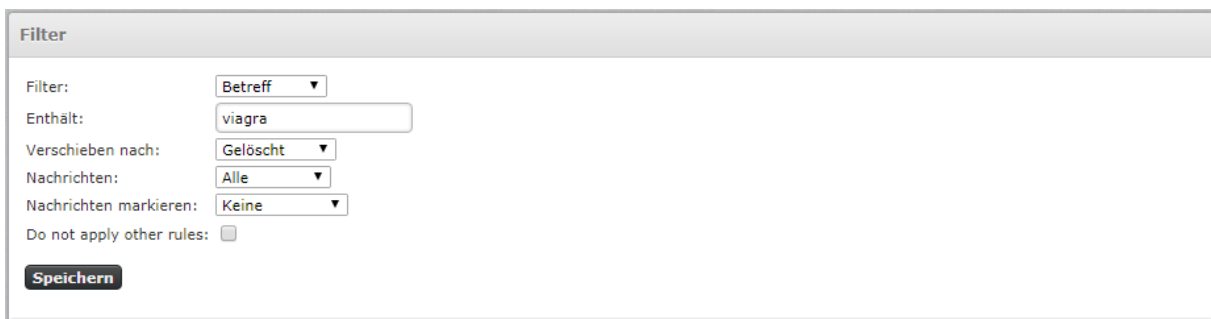 Filter
Filter: Betreff
Enthält: viagra
Verschieben nach: Gelöscht
Nachrichten: Alle
Nachrichten markieren: Keine
Do not apply other rules:
Speichern